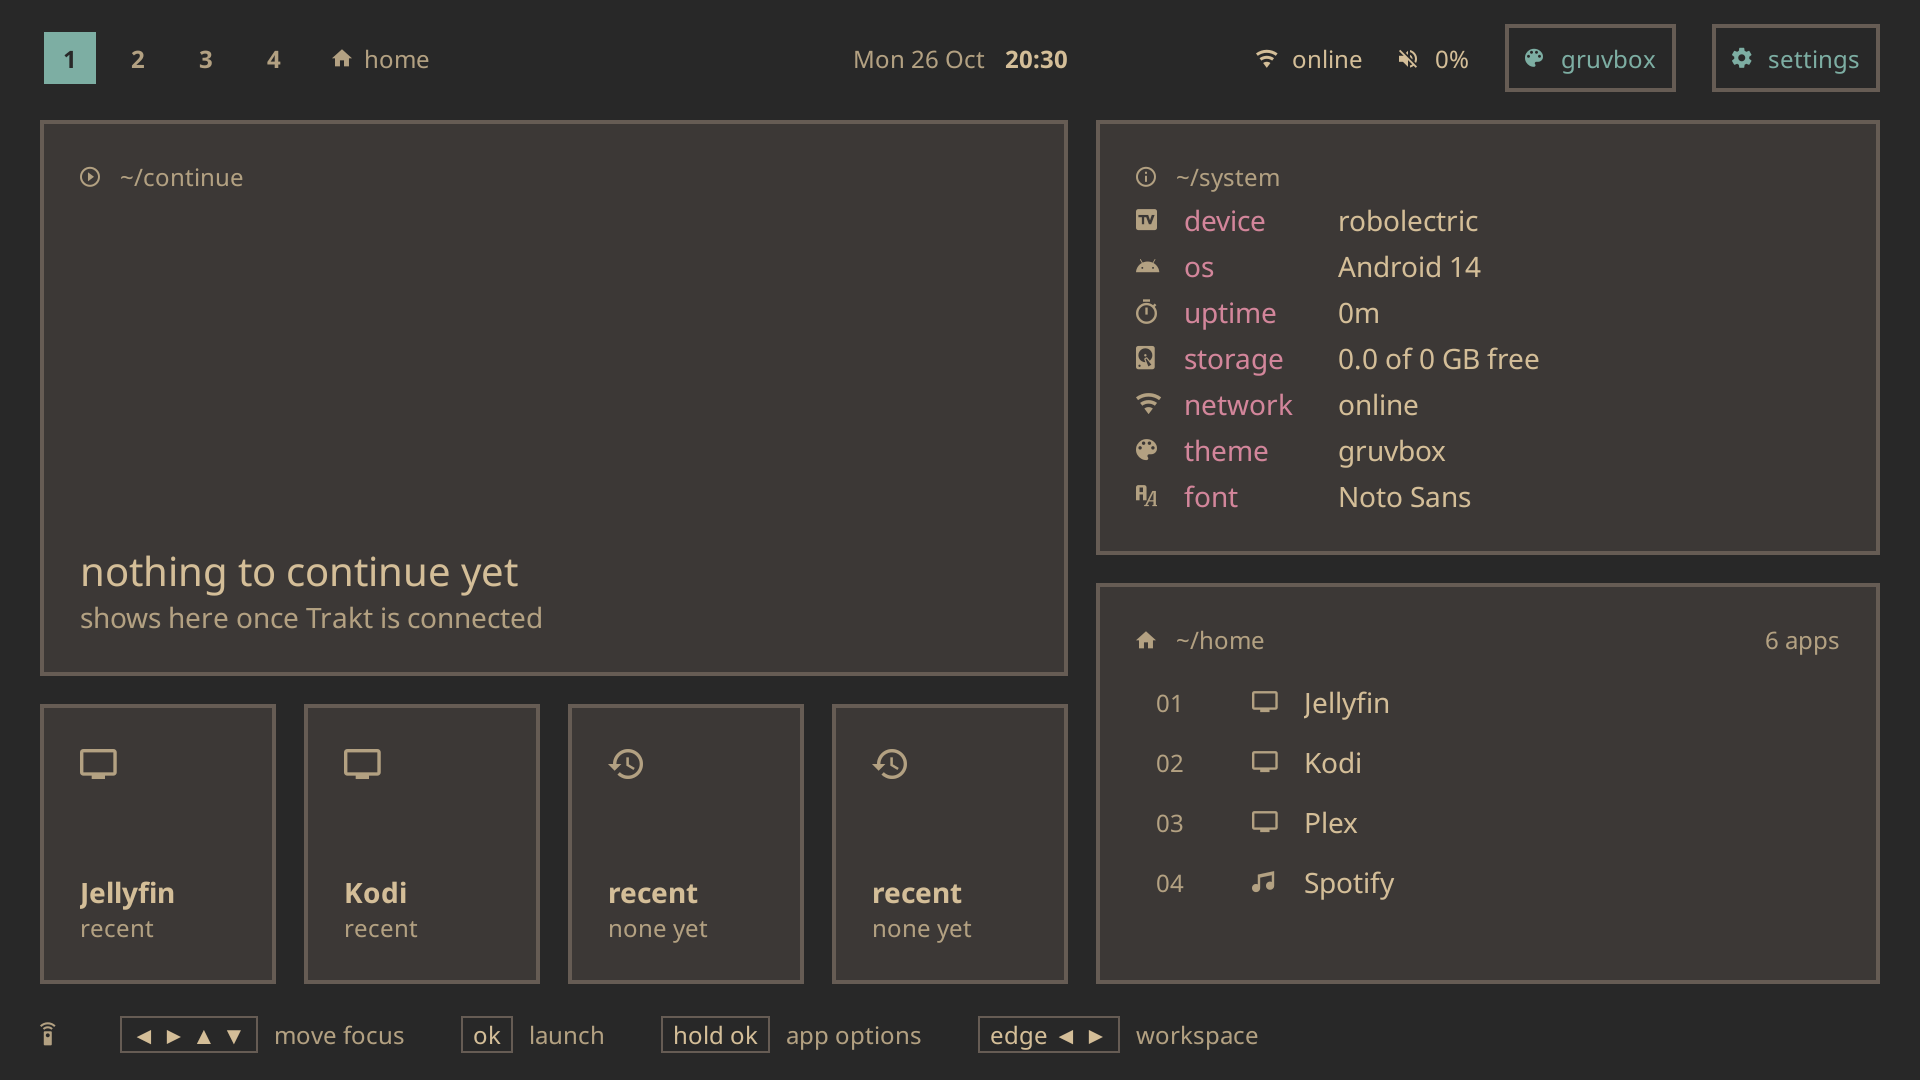 1 2 3 4 home Mon 26 Oct 20:30 online 0% gruvbox settings
~/continue
nothing to continue yet
shows here once Trakt is connected
~/system
TV device robolectric
os Android 14
uptime 0m
storage 0.0 of 0 GB free
network online
theme gruvbox
font Noto Sans
Jellyfin
recent
Kodi
recent
recent
none yet
recent
none yet
~/home 6 apps
01 Jellyfin
02 Kodi
03 Plex
04 Spotify
◀ ▶ ▲ ▼ move focus ok launch hold ok app options edge ◀ ▶ workspace